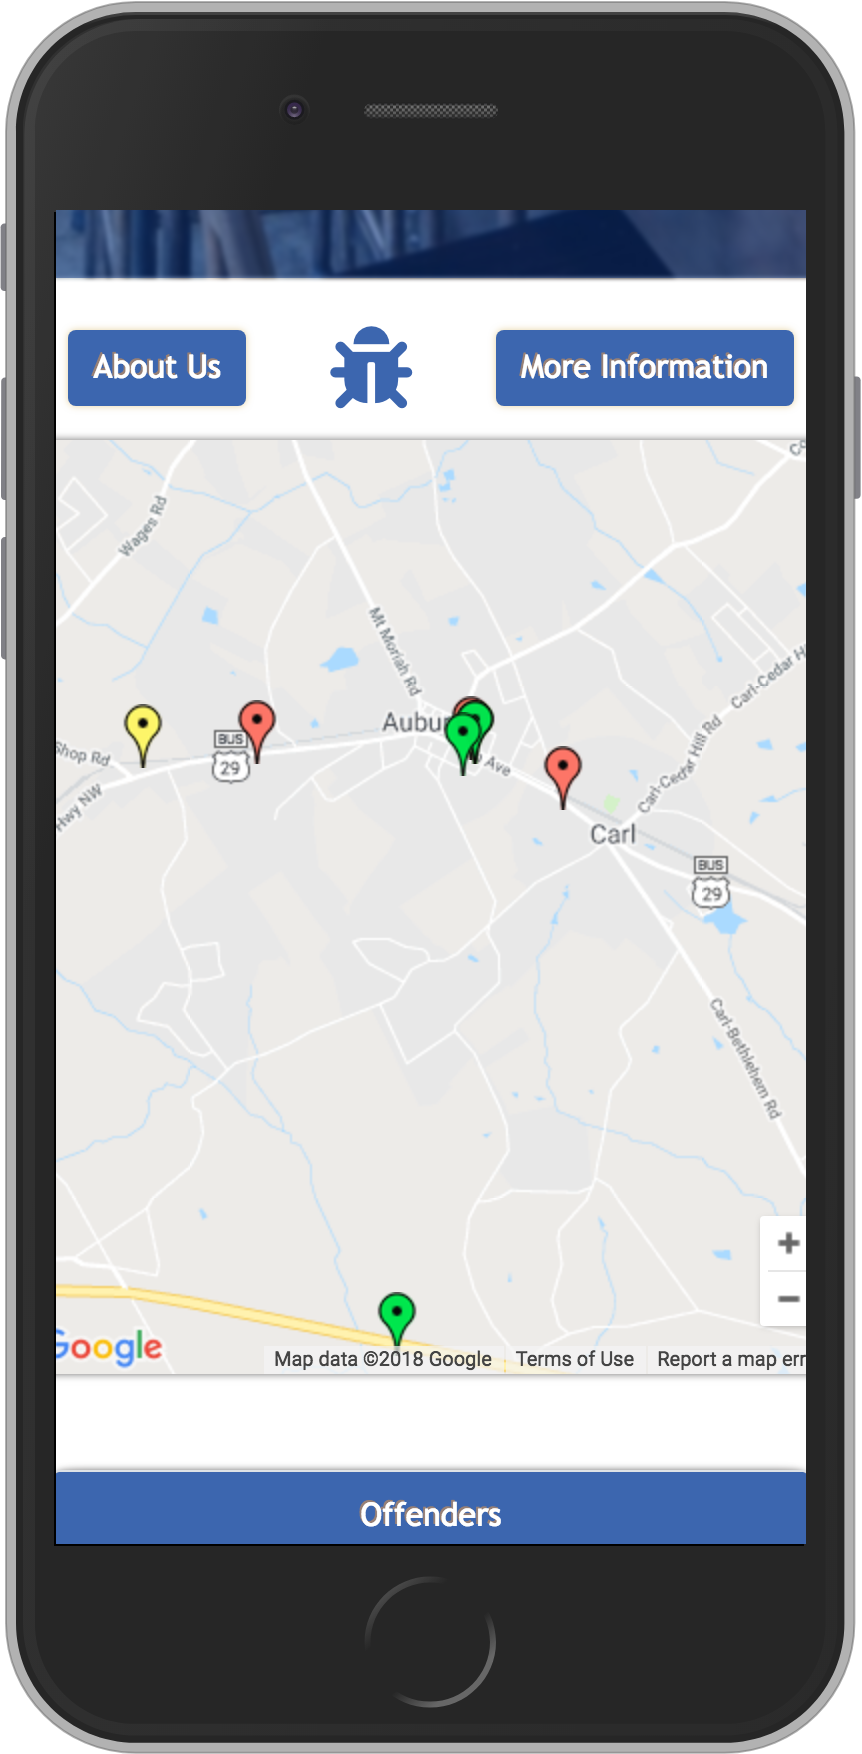 About Us
More Information
Wages Rd
Mt Moriah Rd
Carl-Cedar H
Shop Rd
BUS
29
Aubur
Ave
Carl-Cedar Hill Rd
Hwy NW
Carl
BUS
29
Carl-Bethlehem Rd
+
−
Google
Map data ©2018 Google
Terms of Use
Report a map err
Offenders